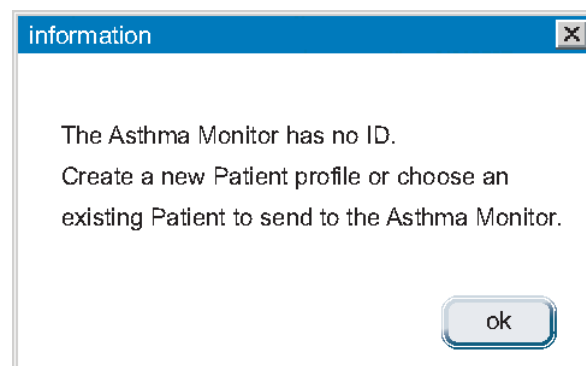 information
The Asthma Monitor has no ID.
Create a new Patient profile or choose an
existing Patient to send to the Asthma Monitor.
ok